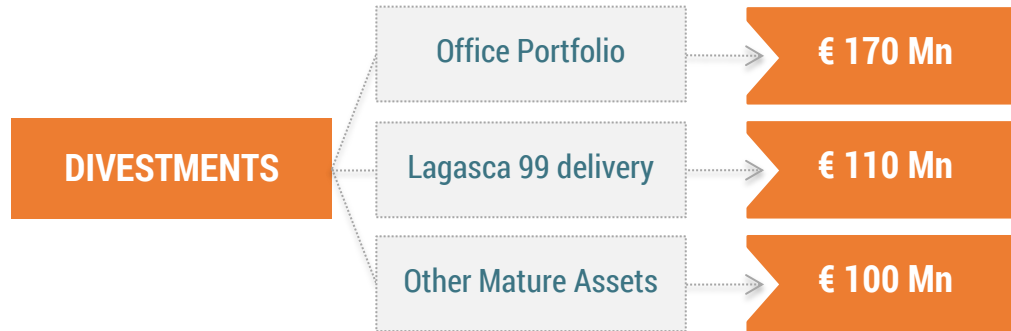 Office Portfolio
€ 170 Mn
DIVESTMENTS
Lagasca 99 delivery
€ 110 Mn
Other Mature Assets
€ 100 Mn